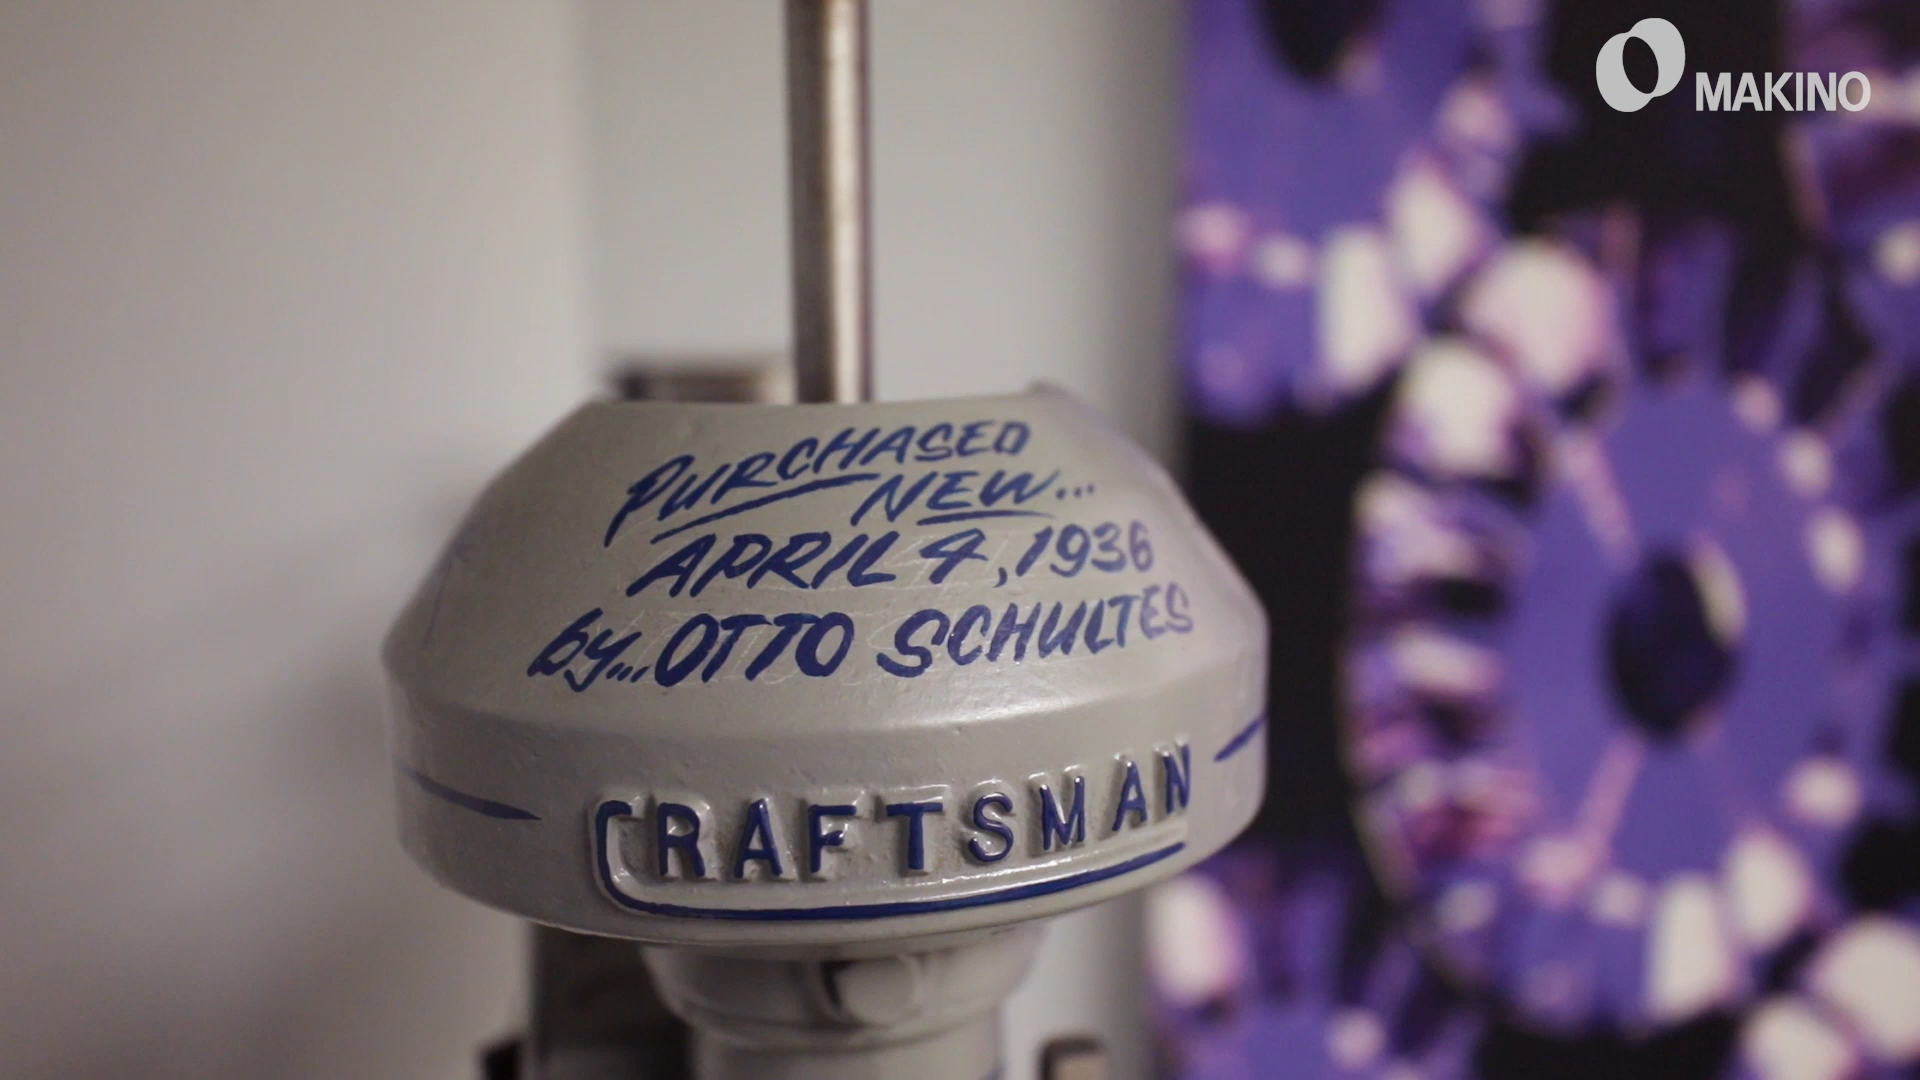 MAKINO
PURCHASED
NEW...
APRIL 4, 1936
by...OTTO SCHULTES
CRAFTSMAN